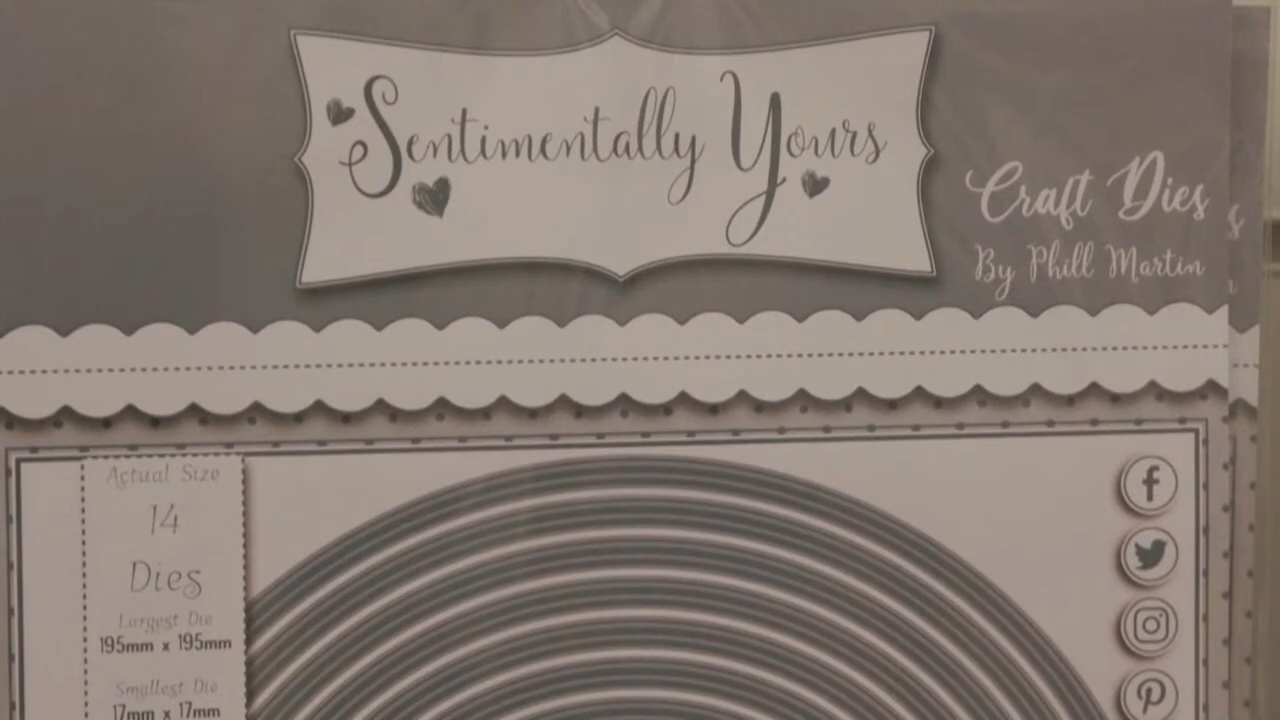 Sentimentally Yours
Craft Dies
By Phill Martin
Actual Size
14
Dies
Largest Die
195mm x 195mm
Smallest Die
17mm x 17mm